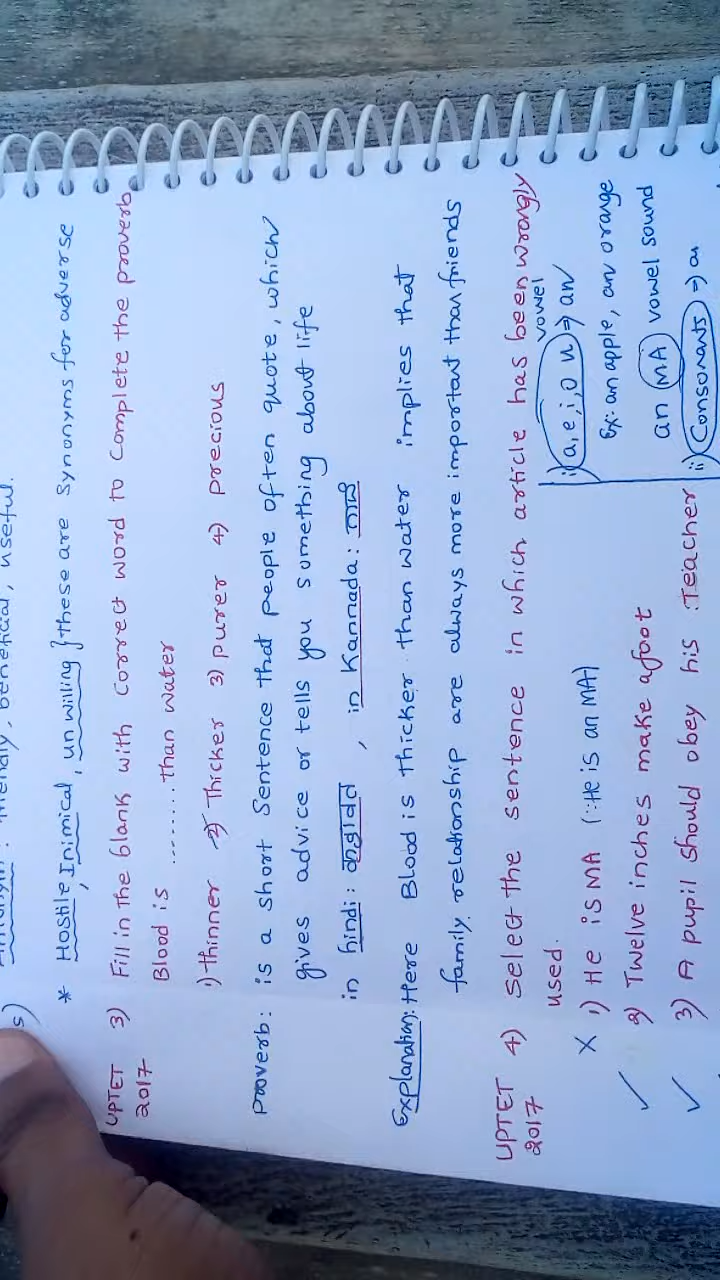 : friendly, beneficial, useful.
* Hostile, Inimical, unwilling } these are synonyms for adverse
UPTET 2017 3) Fill in the blank with correct word to complete the proverb
Blood is ........ than water
1) thinner 2) Thicker 3) purer 4) precious
Proverb: is a short sentence that people often quote, which
gives advice or tells you something about life
in hindi: कहावत , in Kannada: ಗಾದೆ
Explanation: Here Blood is thicker than water implies that
family relationship are always more important than friends
UPTET 2017 4) select the sentence in which article has been wrongly
used.
X 1) He is MA (∵He is an MA)
✓ 2) Twelve inches make a foot
✓ 3) A pupil should obey his Teacher
i) a, e, i, o u ⇒ an
vowel
Ex: an apple, an orange
an MA vowel sound
ii) Consonants ⇒